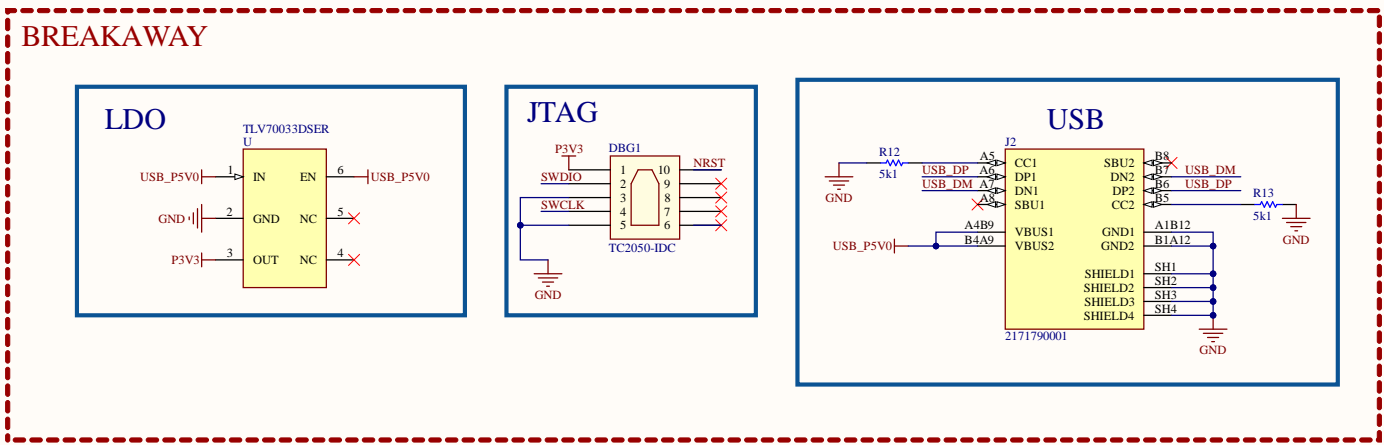 BREAKAWAY
LDO
TLV70033DSER
U
USB_P5V0 1 IN EN 6 USB_P5V0
GND 2 GND NC 5
P3V3 3 OUT NC 4
JTAG
P3V3 DBG1
1 10 NRST
SWDIO 2 9
3 8
SWCLK 4 7
5 6
TC2050-IDC
GND
USB
J2
R12 A5 CC1 SBU2 B8
5k1 USB_DP A6 DP1 DN2 B7 USB_DM
GND USB_DM A7 DN1 DP2 B6 USB_DP
A8 SBU1 CC2 B5 R13
5k1
GND
A4B9 VBUS1 GND1 A1B12
USB_P5V0 B4A9 VBUS2 GND2 B1A12
SHIELD1 SH1
SHIELD2 SH2
SHIELD3 SH3
SHIELD4 SH4
2171790001
GND